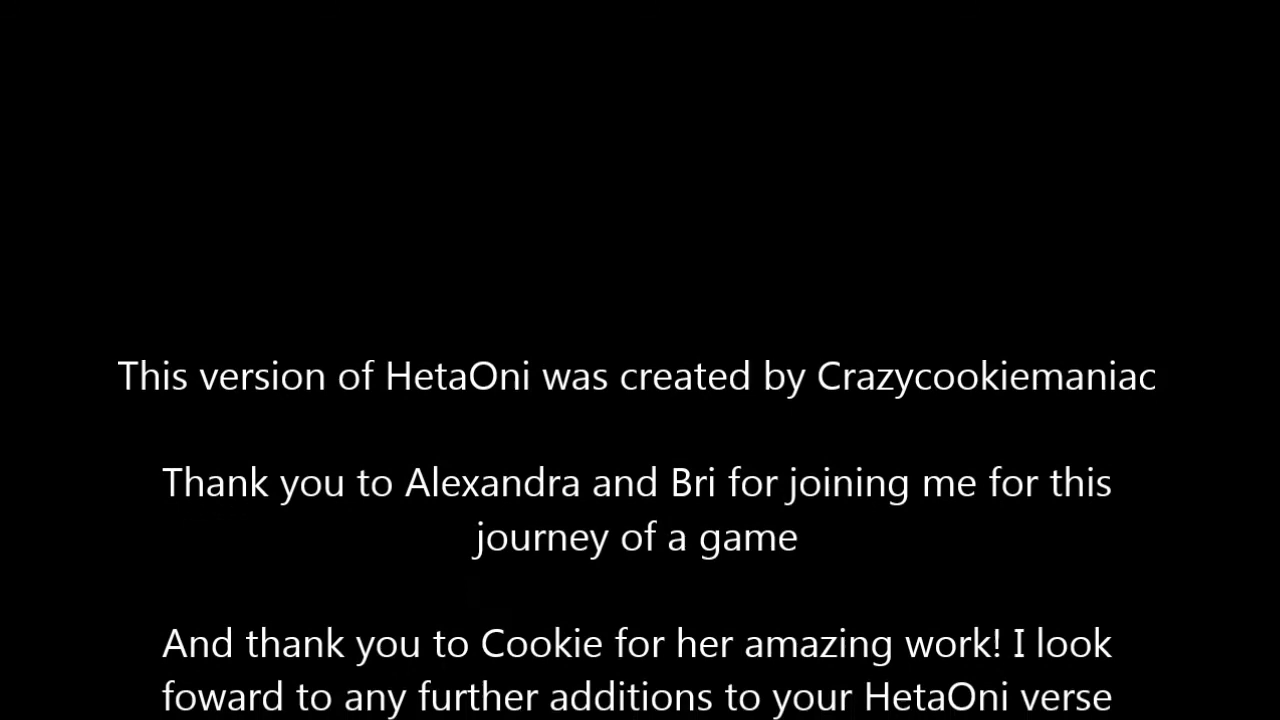 This version of HetaOni was created by Crazycookiemaniac
Thank you to Alexandra and Bri for joining me for this
journey of a game
And thank you to Cookie for her amazing work! I look
foward to any further additions to your HetaOni verse